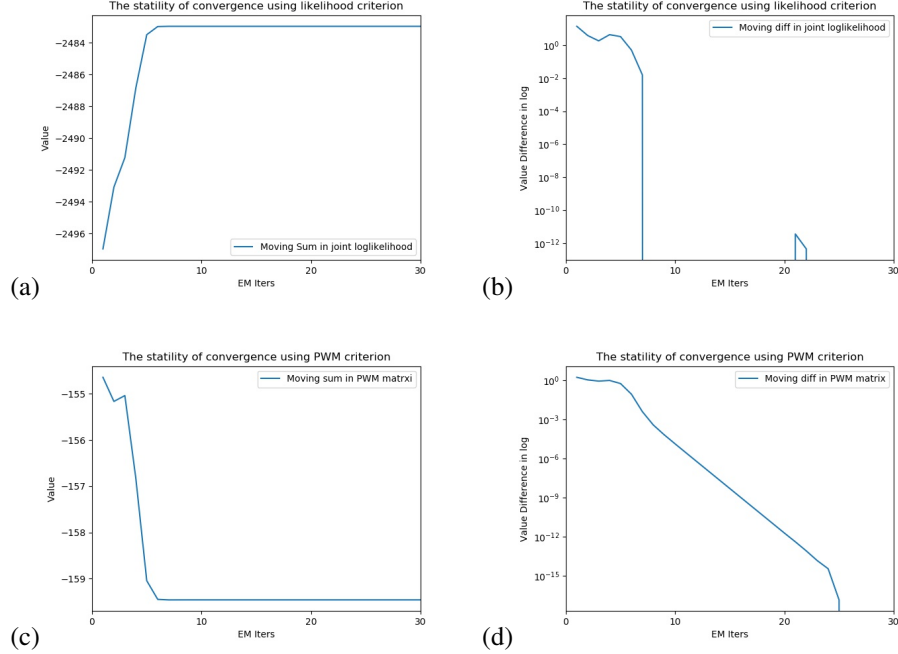 The statility of convergence using likelihood criterion
Value
−2484
−2486
−2488
−2490
−2492
−2494
−2496
Moving Sum in joint loglikelihood
0 10 20 30
EM Iters
(a)
The statility of convergence using likelihood criterion
Value Difference in log
10^0
10^−2
10^−4
10^−6
10^−8
10^−10
10^−12
Moving diff in joint loglikelihood
0 10 20 30
EM Iters
(b)
The statility of convergence using PWM criterion
Value
−155
−156
−157
−158
−159
Moving sum in PWM matrxi
0 10 20 30
EM Iters
(c)
The statility of convergence using PWM criterion
Value Difference in log
10^0
10^−3
10^−6
10^−9
10^−12
10^−15
Moving diff in PWM matrix
0 10 20 30
EM Iters
(d)